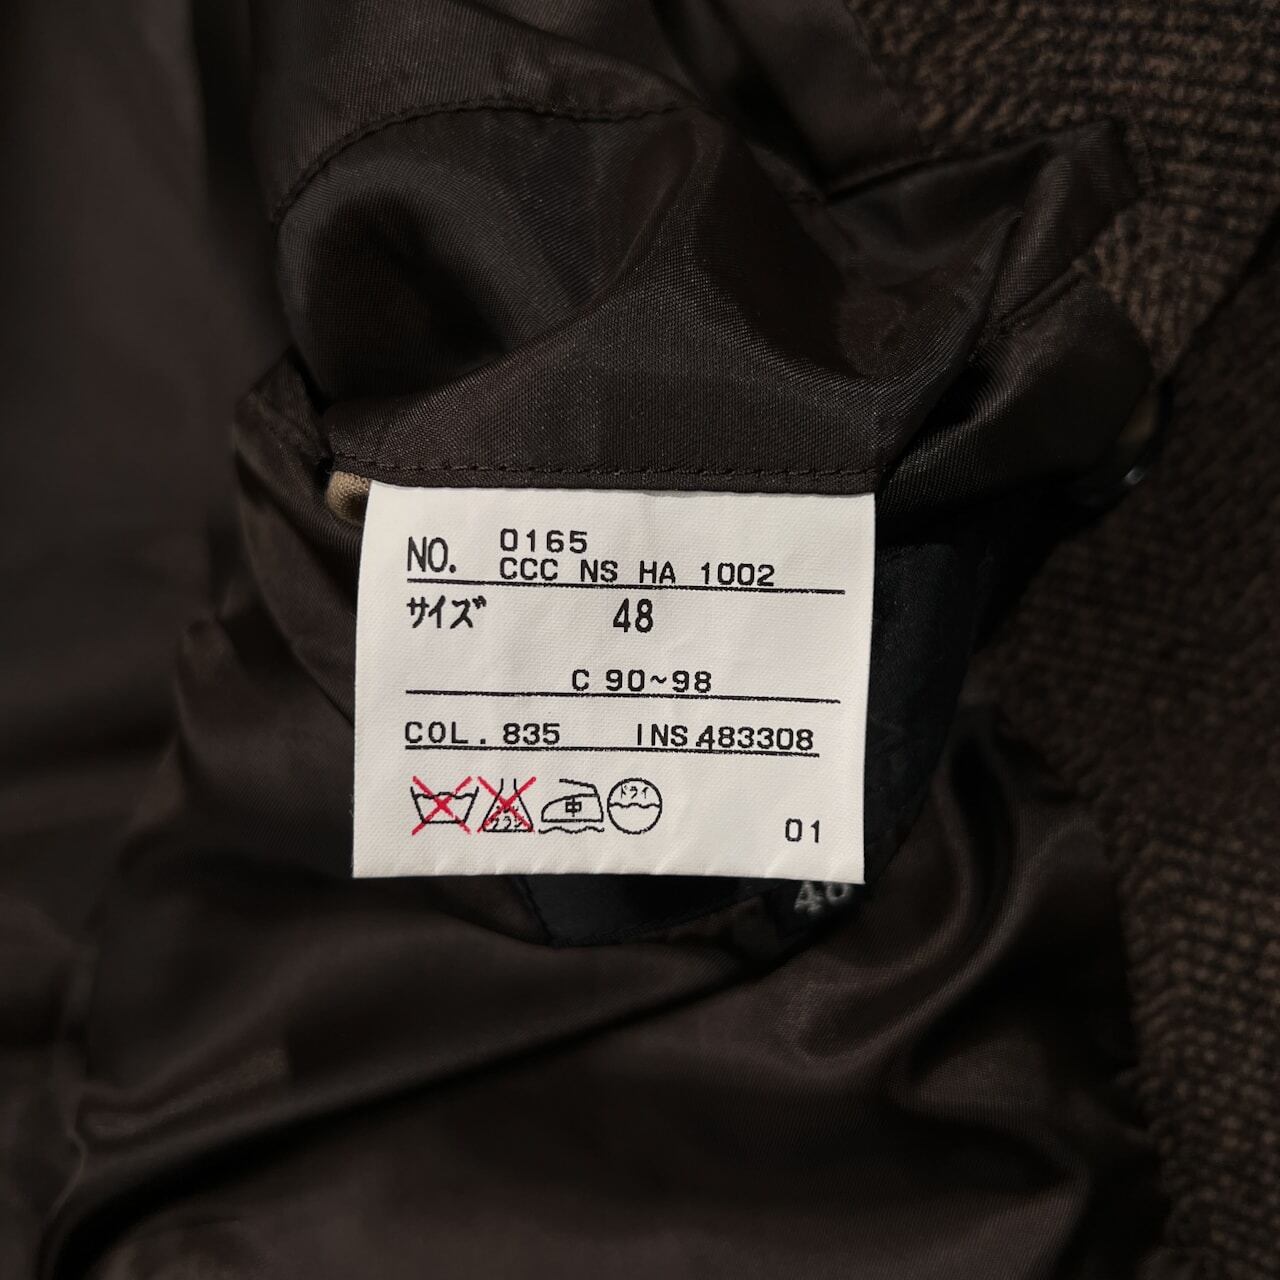 NO. 0165
CCC NS HA 1002
サイズ 48
C 90~98
COL. 835 INS.483308
中 ドライ
01